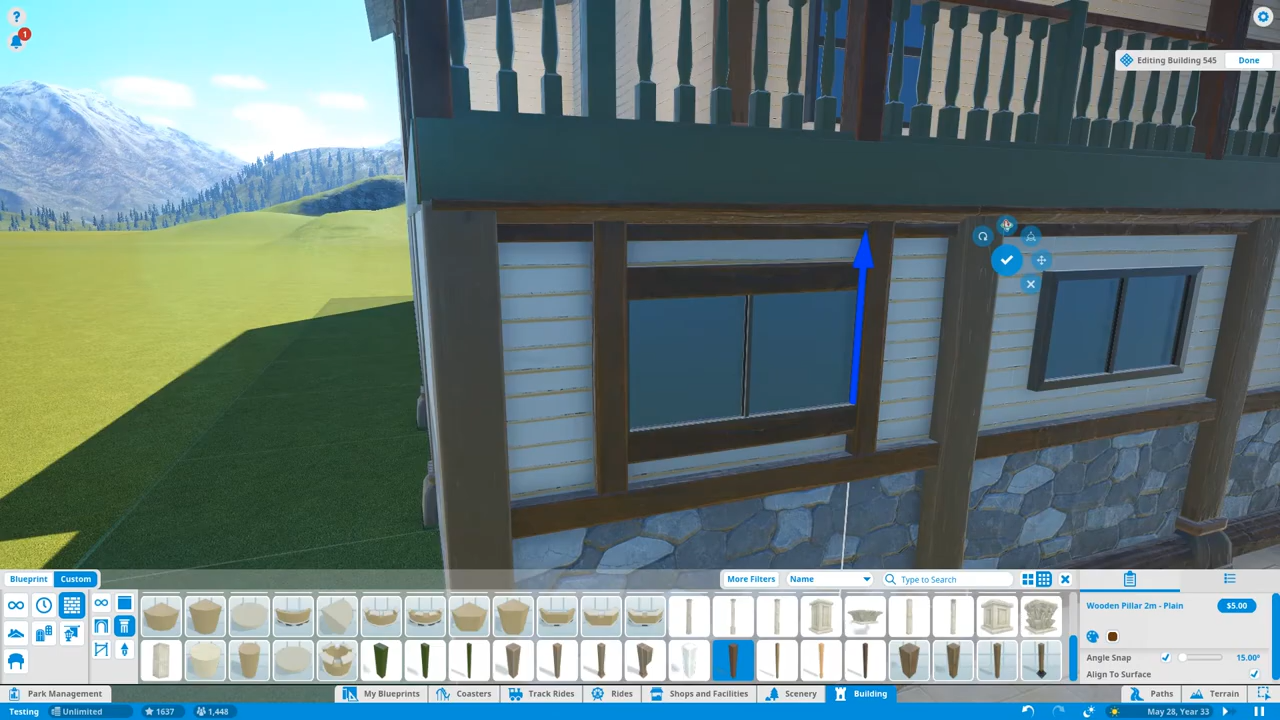 ?
1
Editing Building 545
Done
Blueprint
Custom
More Filters
Name
Type to Search
Wooden Pillar 2m - Plain
$5.00
Angle Snap
15.00°
Align To Surface
Park Management
My Blueprints
Coasters
Track Rides
Rides
Shops and Facilities
Scenery
Building
Paths
Terrain
Testing
Unlimited
1637
1,448
May 28, Year 33